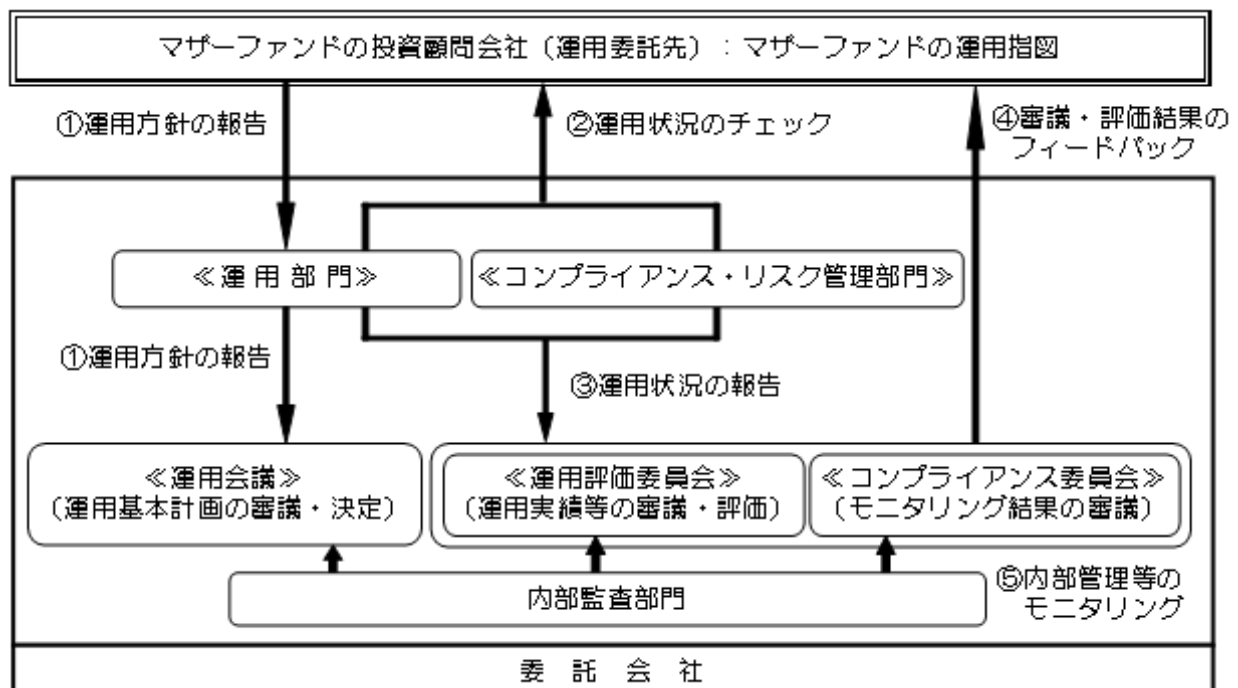 マザーファンドの投資顧問会社（運用委託先）：マザーファンドの運用指図
①運用方針の報告
②運用状況のチェック
④審議・評価結果の
フィードバック
≪運 用 部 門≫
≪コンプライアンス・リスク管理部門≫
①運用方針の報告
③運用状況の報告
≪運用会議≫
（運用基本計画の審議・決定）
≪運用評価委員会≫
（運用実績等の審議・評価）
≪コンプライアンス委員会≫
（モニタリング結果の審議）
内部監査部門
⑤内部管理等の
モニタリング
委 託 会 社